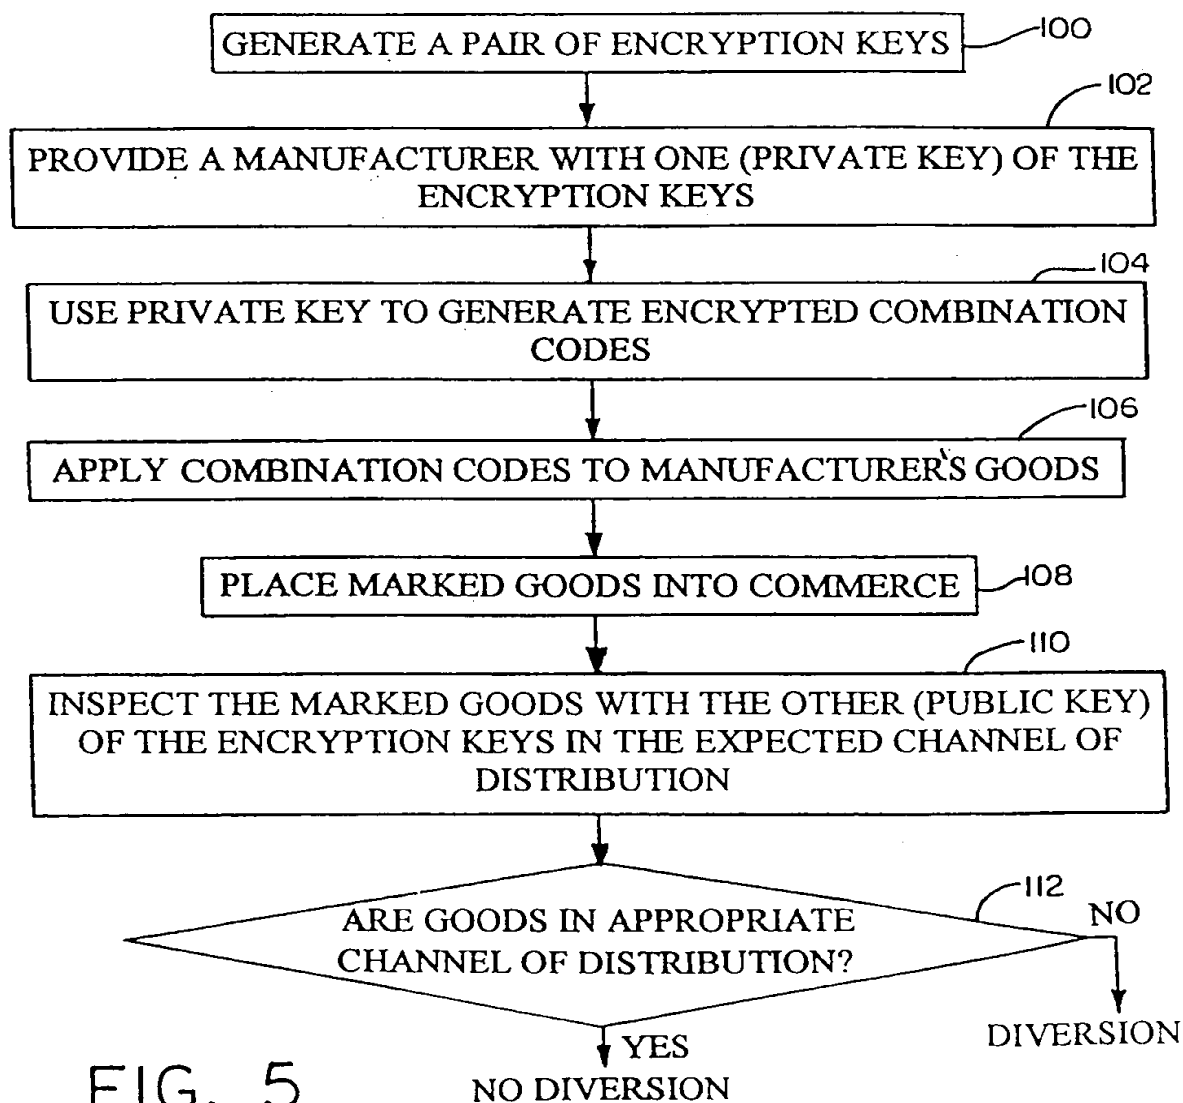 GENERATE A PAIR OF ENCRYPTION KEYS
100
102
PROVIDE A MANUFACTURER WITH ONE (PRIVATE KEY) OF THE
ENCRYPTION KEYS
104
USE PRIVATE KEY TO GENERATE ENCRYPTED COMBINATION
CODES
106
APPLY COMBINATION CODES TO MANUFACTURER'S GOODS
PLACE MARKED GOODS INTO COMMERCE
108
110
INSPECT THE MARKED GOODS WITH THE OTHER (PUBLIC KEY)
OF THE ENCRYPTION KEYS IN THE EXPECTED CHANNEL OF
DISTRIBUTION
112
ARE GOODS IN APPROPRIATE
CHANNEL OF DISTRIBUTION?
NO
DIVERSION
YES
NO DIVERSION
FIG. 5